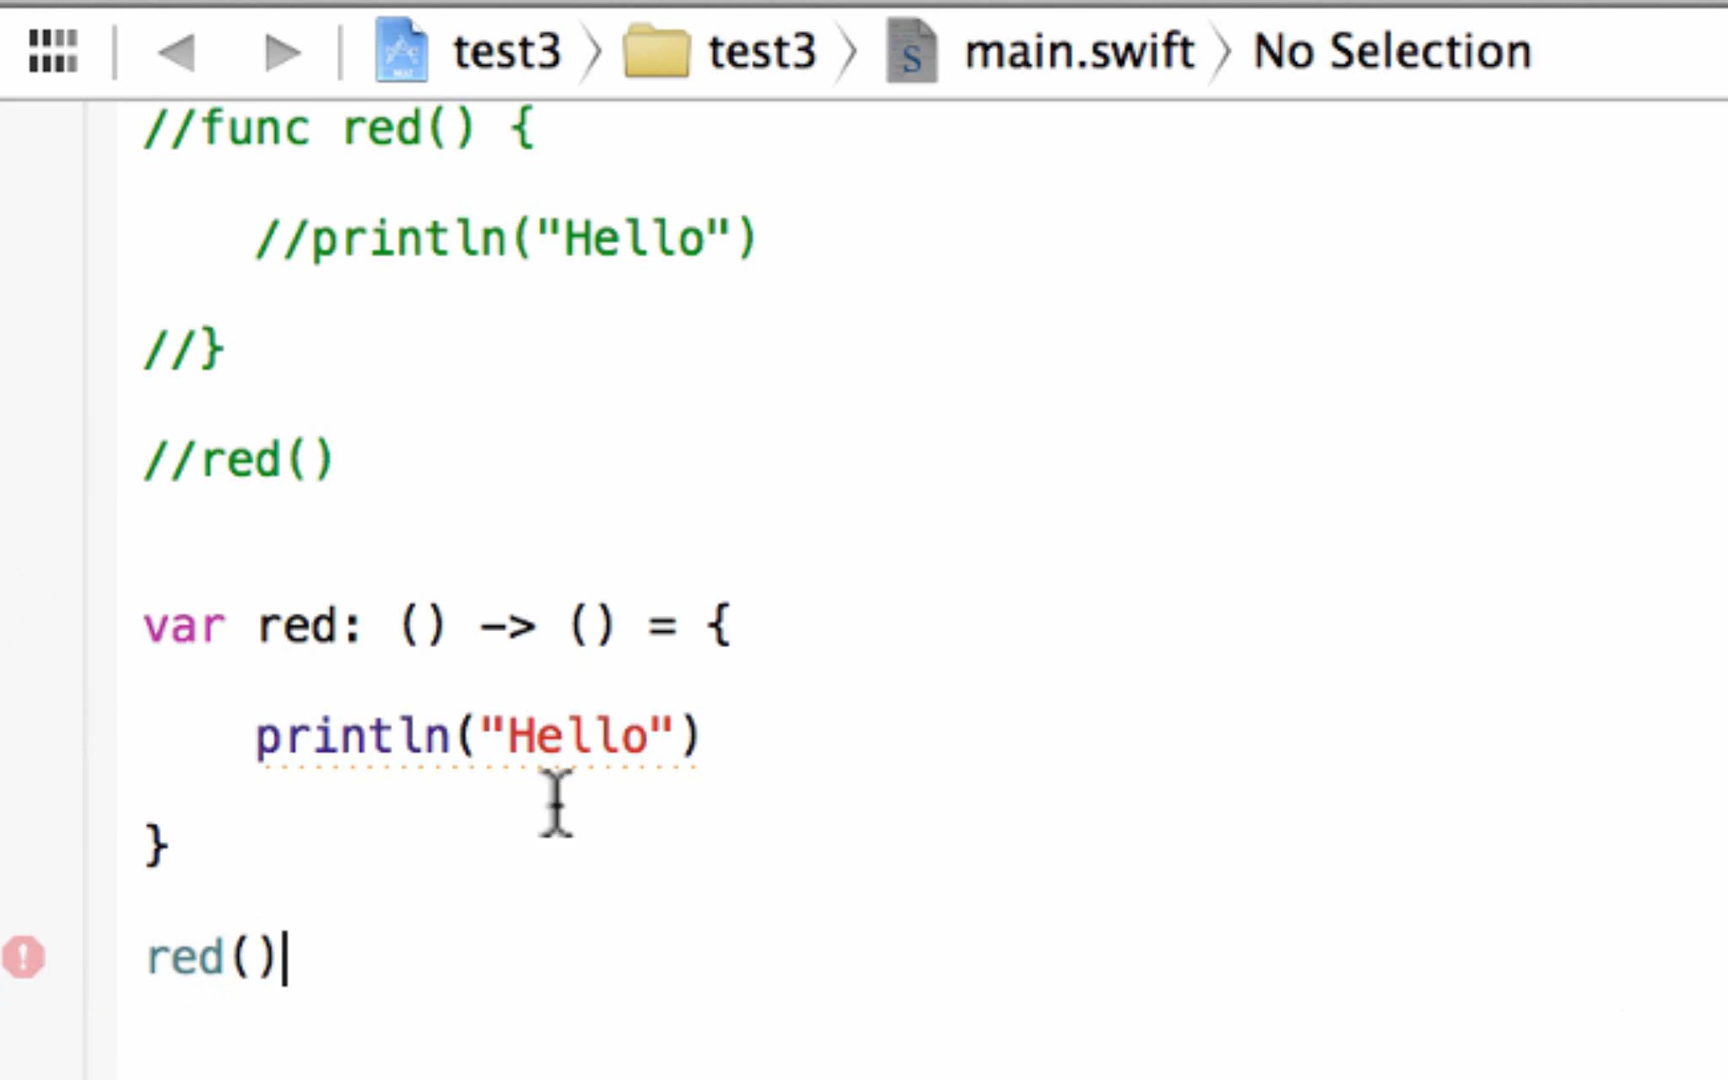 test3 > test3 > main.swift > No Selection
//func red() {
//println("Hello")
//}
//red()
var red: () -> () = {
println("Hello")
}
red()